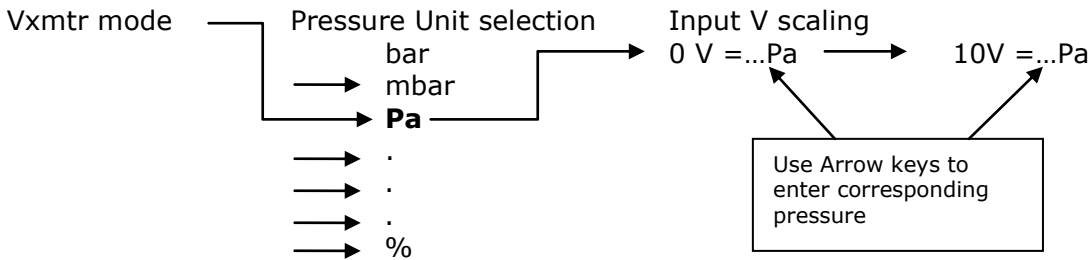 Vxmtr mode
Pressure Unit selection
bar
mbar
Pa
.
.
.
%
Input V scaling
0 V =...Pa
10V =...Pa
Use Arrow keys to
enter corresponding
pressure